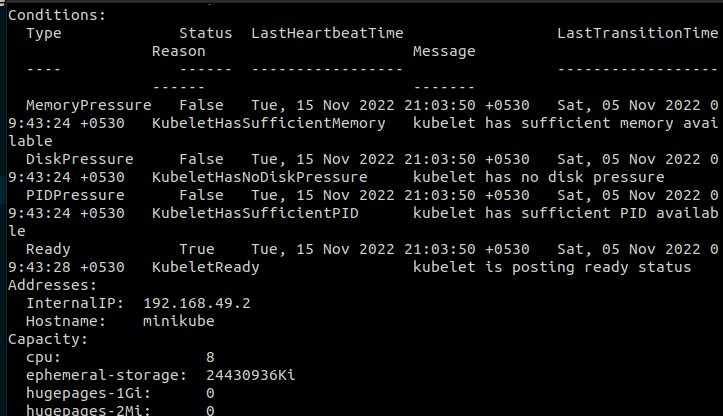 Conditions:
  Type             Status  LastHeartbeatTime                 LastTransitionTime
                Reason                       Message
  ----             ------  -----------------                 ------------------
                ------                       -------
  MemoryPressure   False   Tue, 15 Nov 2022 21:03:50 +0530   Sat, 05 Nov 2022 0
9:43:24 +0530   KubeletHasSufficientMemory   kubelet has sufficient memory avai
lable
  DiskPressure     False   Tue, 15 Nov 2022 21:03:50 +0530   Sat, 05 Nov 2022 0
9:43:24 +0530   KubeletHasNoDiskPressure     kubelet has no disk pressure
  PIDPressure      False   Tue, 15 Nov 2022 21:03:50 +0530   Sat, 05 Nov 2022 0
9:43:24 +0530   KubeletHasSufficientPID      kubelet has sufficient PID availab
le
  Ready            True    Tue, 15 Nov 2022 21:03:50 +0530   Sat, 05 Nov 2022 0
9:43:28 +0530   KubeletReady                 kubelet is posting ready status
Addresses:
  InternalIP:  192.168.49.2
  Hostname:    minikube
Capacity:
  cpu:                8
  ephemeral-storage:  24430936Ki
  hugepages-1Gi:      0
  hugepages-2Mi:      0